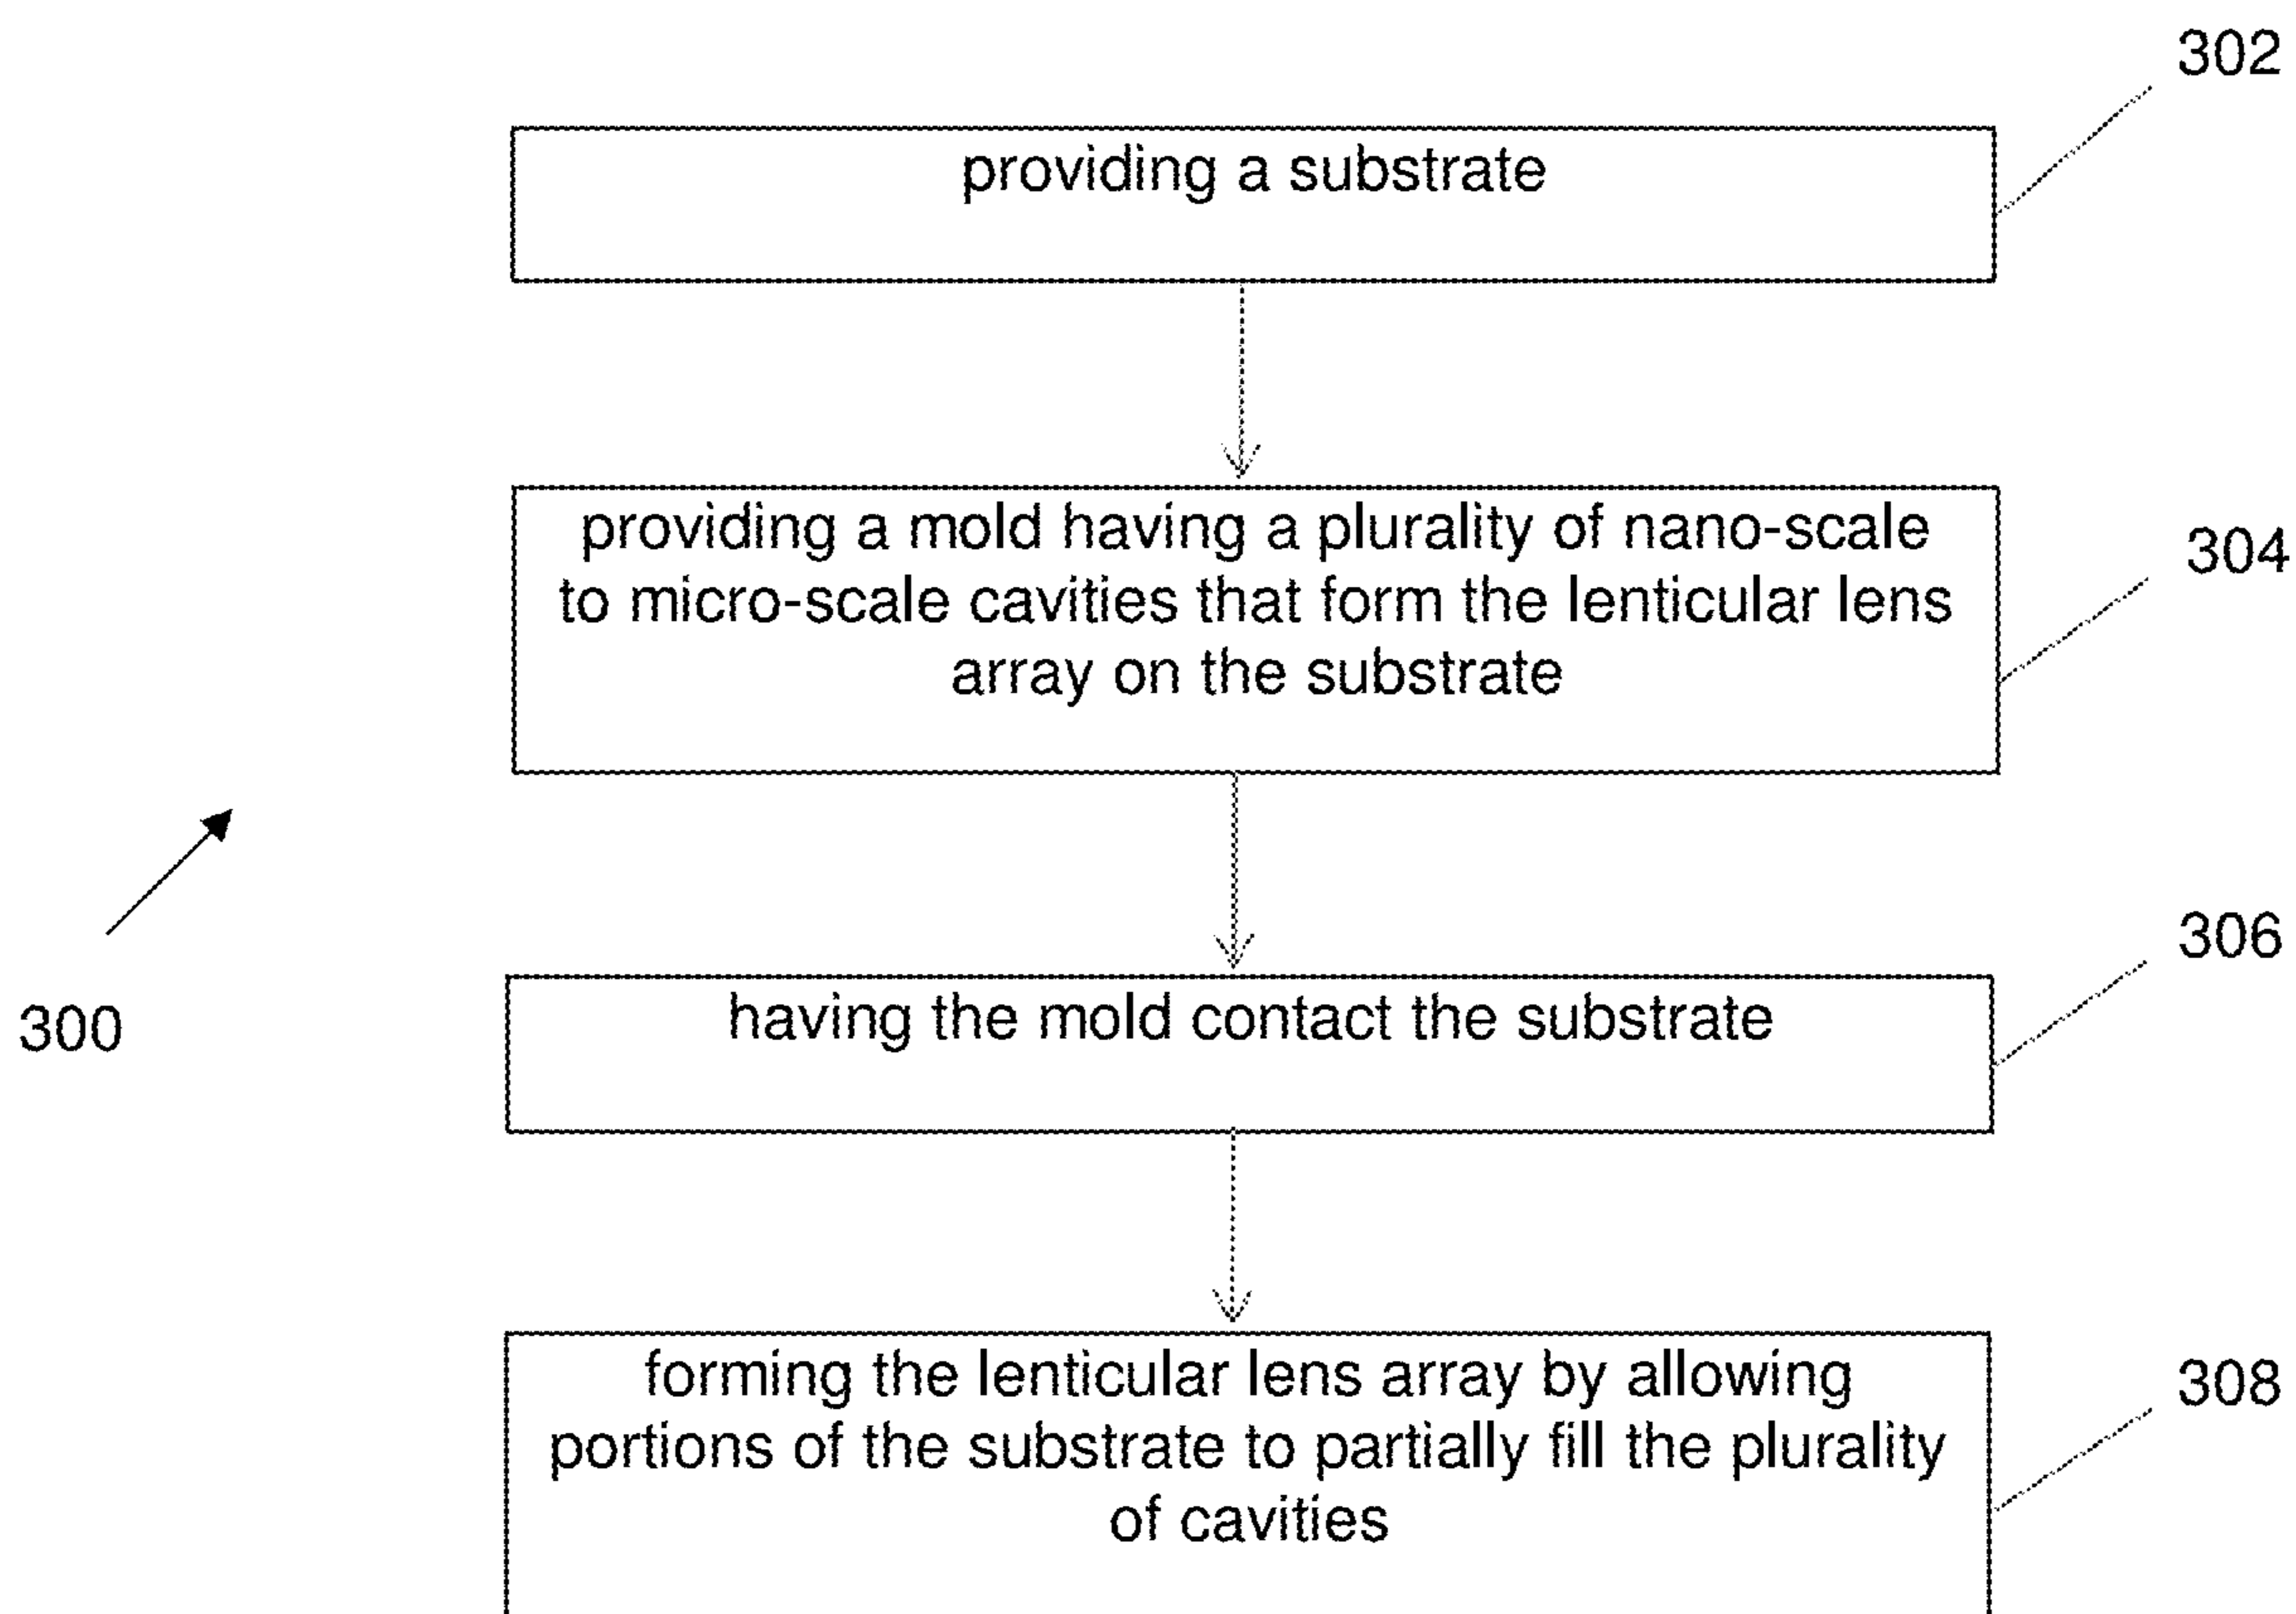 302
providing a substrate
providing a mold having a plurality of nano-scale
to micro-scale cavities that form the lenticular lens
array on the substrate
304
300
having the mold contact the substrate
306
forming the lenticular lens array by allowing
portions of the substrate to partially fill the plurality
of cavities
308